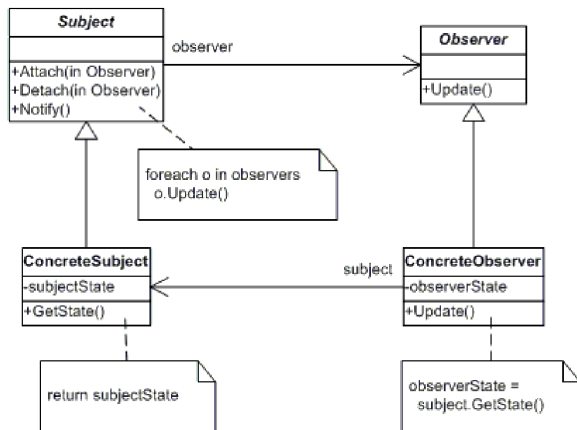 Subject
observer
Observer
+Attach(in Observer)
+Detach(in Observer)
+Notify()
+Update()
foreach o in observers
o.Update()
ConcreteSubject
-subjectState
+GetState()
subject
ConcreteObserver
-observerState
+Update()
return subjectState
observerState =
subject.GetState()